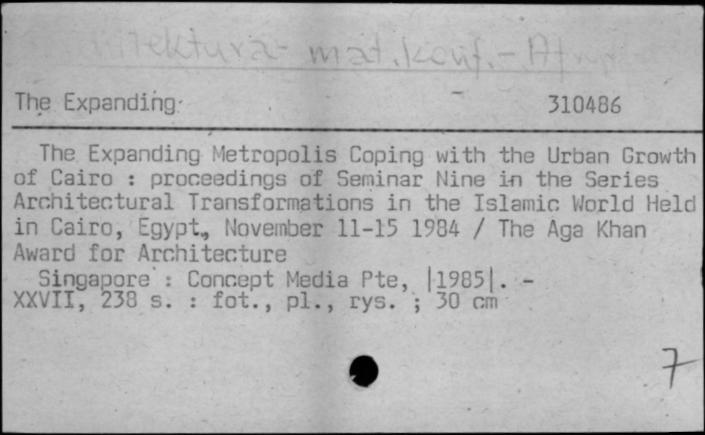 mat. konf. -
The Expanding 310486
The Expanding Metropolis Coping with the Urban Growth
of Cairo : proceedings of Seminar Nine in the Series
Architectural Transformations in the Islamic World Held
in Cairo, Egypt, November 11-15 1984 / The Aga Khan
Award for Architecture
Singapore : Concept Media Pte, |1985|. -
XXVII, 238 s. : fot., pl., rys. ; 30 cm
7